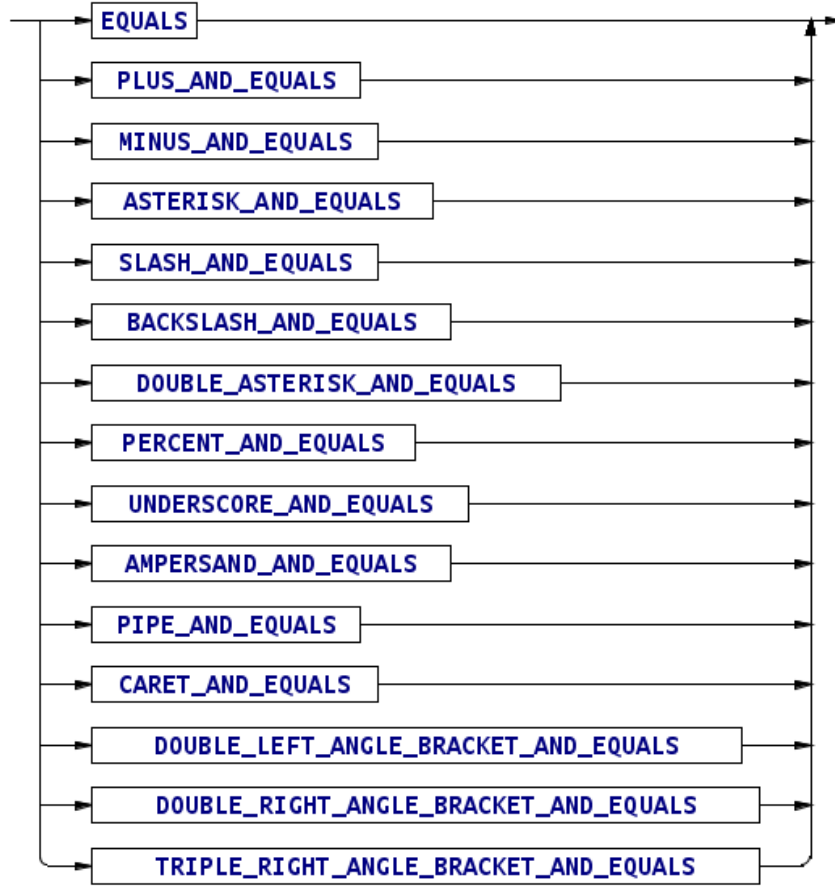 EQUALS
PLUS_AND_EQUALS
MINUS_AND_EQUALS
ASTERISK_AND_EQUALS
SLASH_AND_EQUALS
BACKSLASH_AND_EQUALS
DOUBLE_ASTERISK_AND_EQUALS
PERCENT_AND_EQUALS
UNDERSCORE_AND_EQUALS
AMPERSAND_AND_EQUALS
PIPE_AND_EQUALS
CARET_AND_EQUALS
DOUBLE_LEFT_ANGLE_BRACKET_AND_EQUALS
DOUBLE_RIGHT_ANGLE_BRACKET_AND_EQUALS
TRIPLE_RIGHT_ANGLE_BRACKET_AND_EQUALS